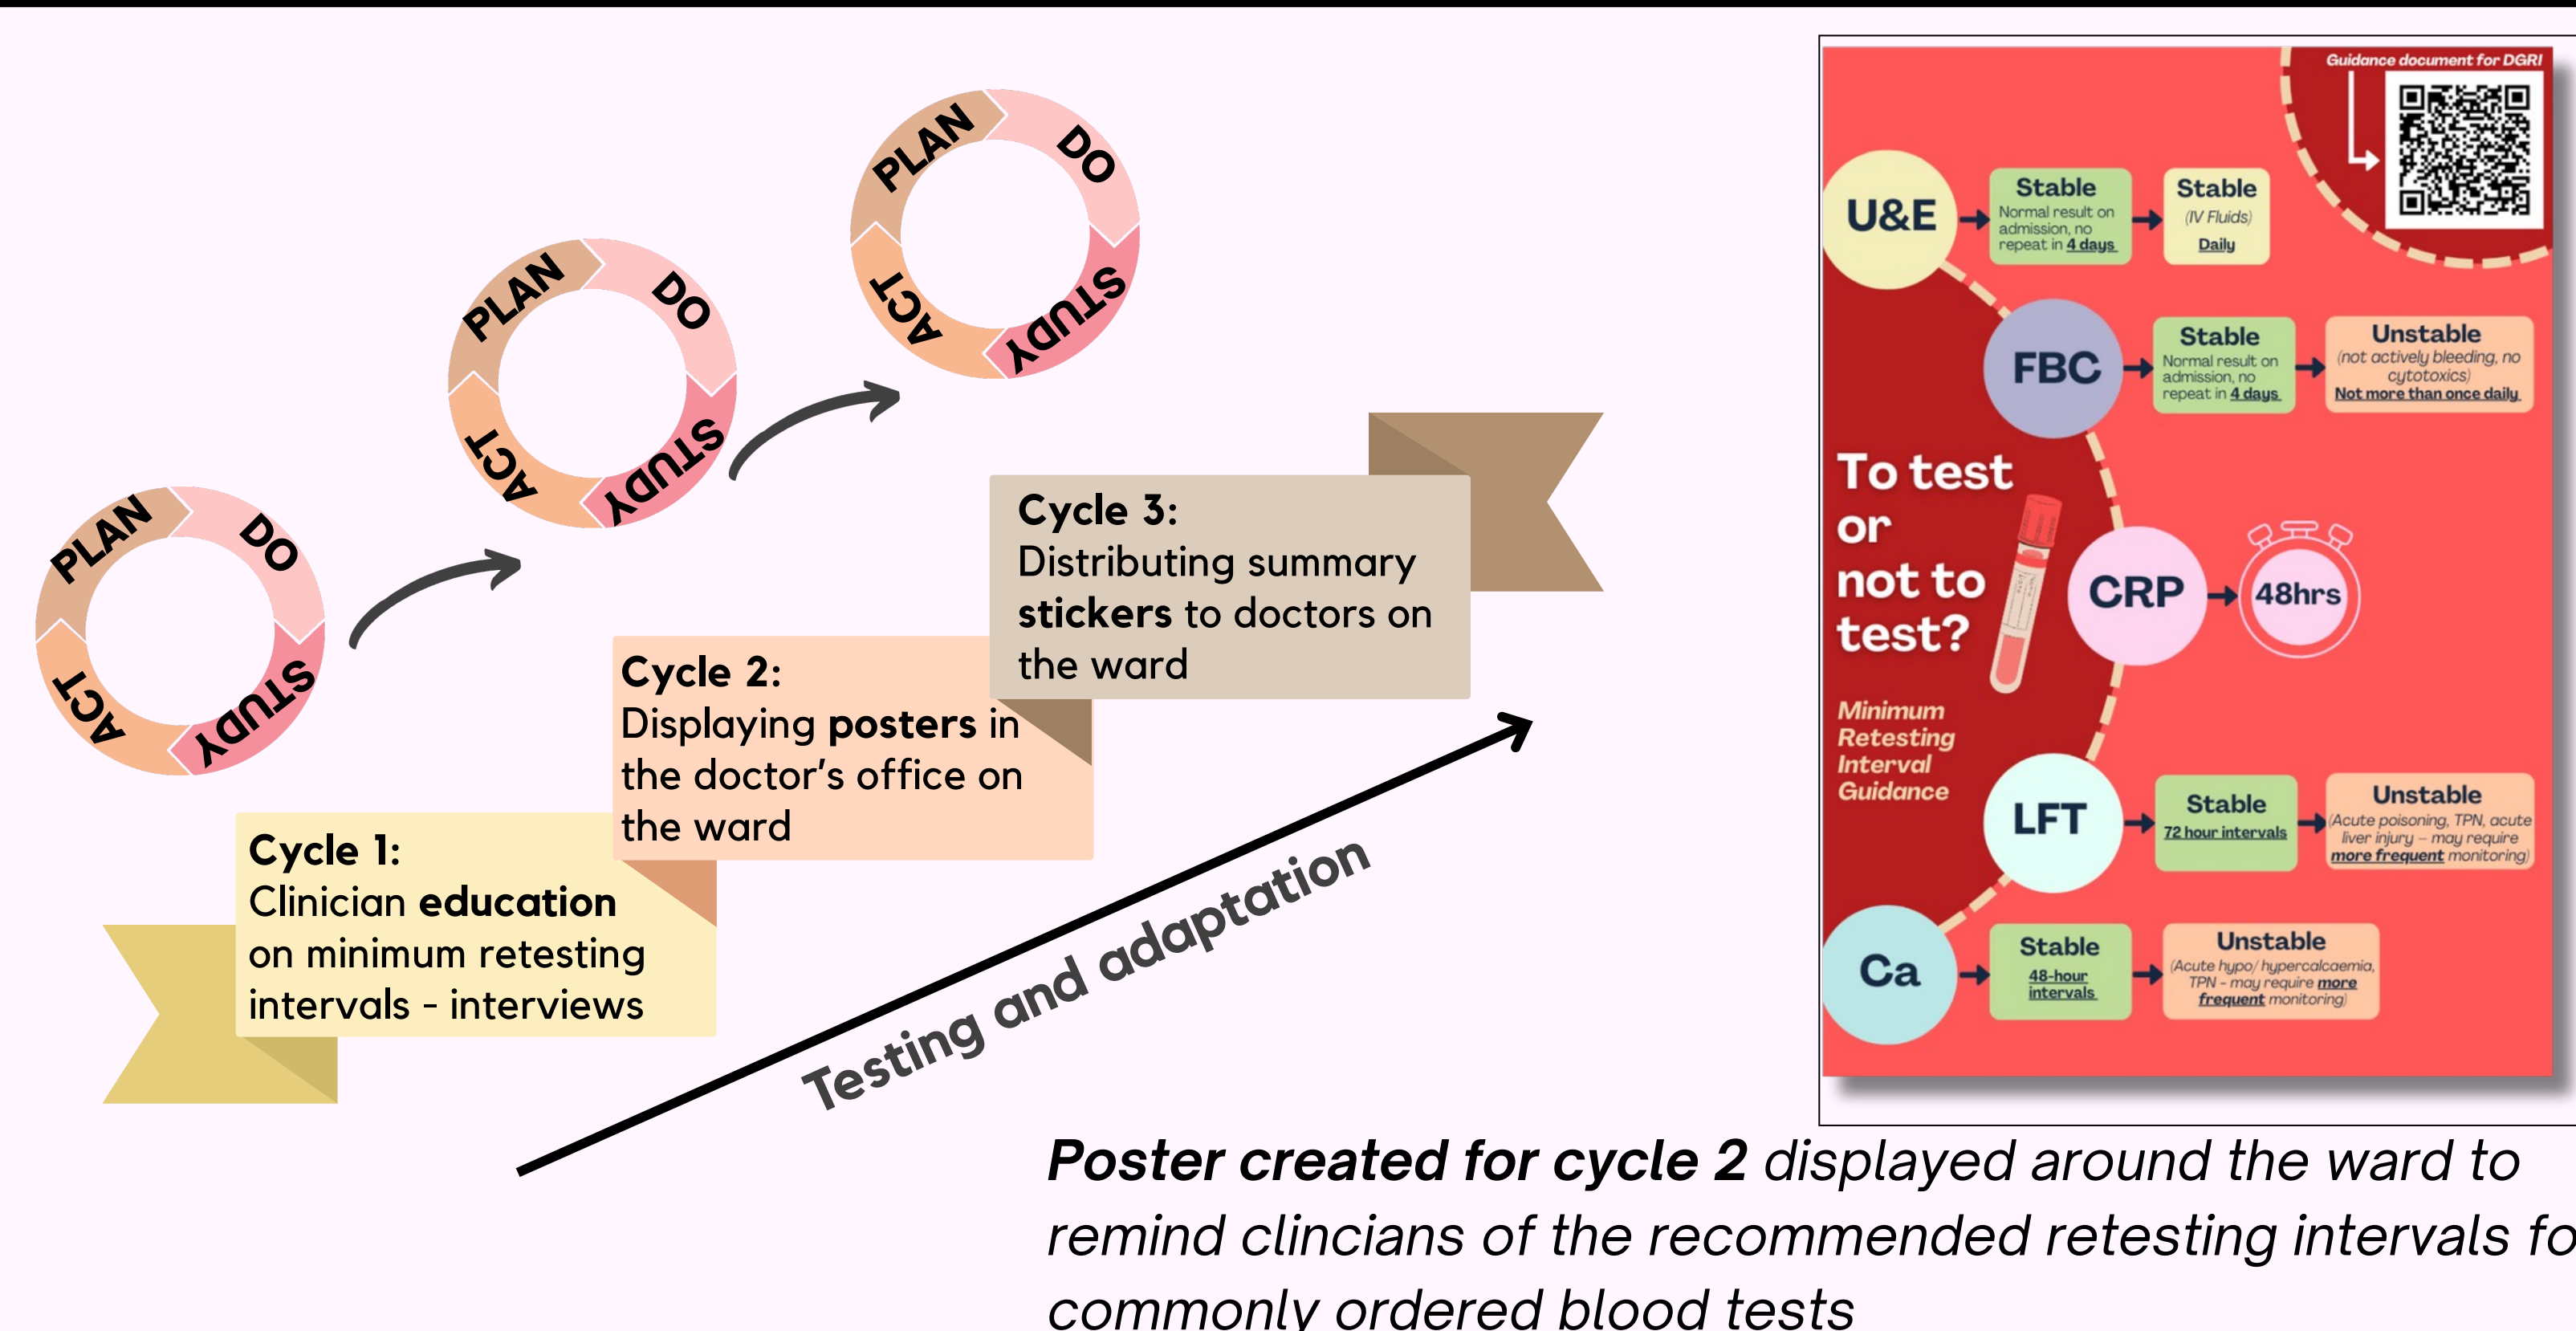 PLAN
DO
STUDY
ACT
PLAN
DO
STUDY
ACT
PLAN
DO
STUDY
ACT
Cycle 1:
Clinician education
on minimum retesting
intervals - interviews
Cycle 2:
Displaying posters in
the doctor's office on
the ward
Cycle 3:
Distributing summary
stickers to doctors on
the ward
Testing and adaptation
Guidance document for DGRI
U&E
Stable
Normal result on
admission, no
repeat in 4 days
Stable
(IV Fluids)
Daily
FBC
Stable
Normal result on
admission, no
repeat in 4 days
Unstable
(not actively bleeding, no
cytotoxics)
Not more than once daily
To test
or
not to
test?
Minimum
Retesting
Interval
Guidance
CRP
48hrs
LFT
Stable
72 hour intervals
Unstable
(Acute poisoning, TPN, acute
liver injury – may require
more frequent monitoring)
Ca
Stable
48-hour
intervals
Unstable
(Acute hypo/ hypercalcaemia,
TPN - may require more
frequent monitoring)
Poster created for cycle 2 displayed around the ward to
remind clincians of the recommended retesting intervals fo
commonly ordered blood tests